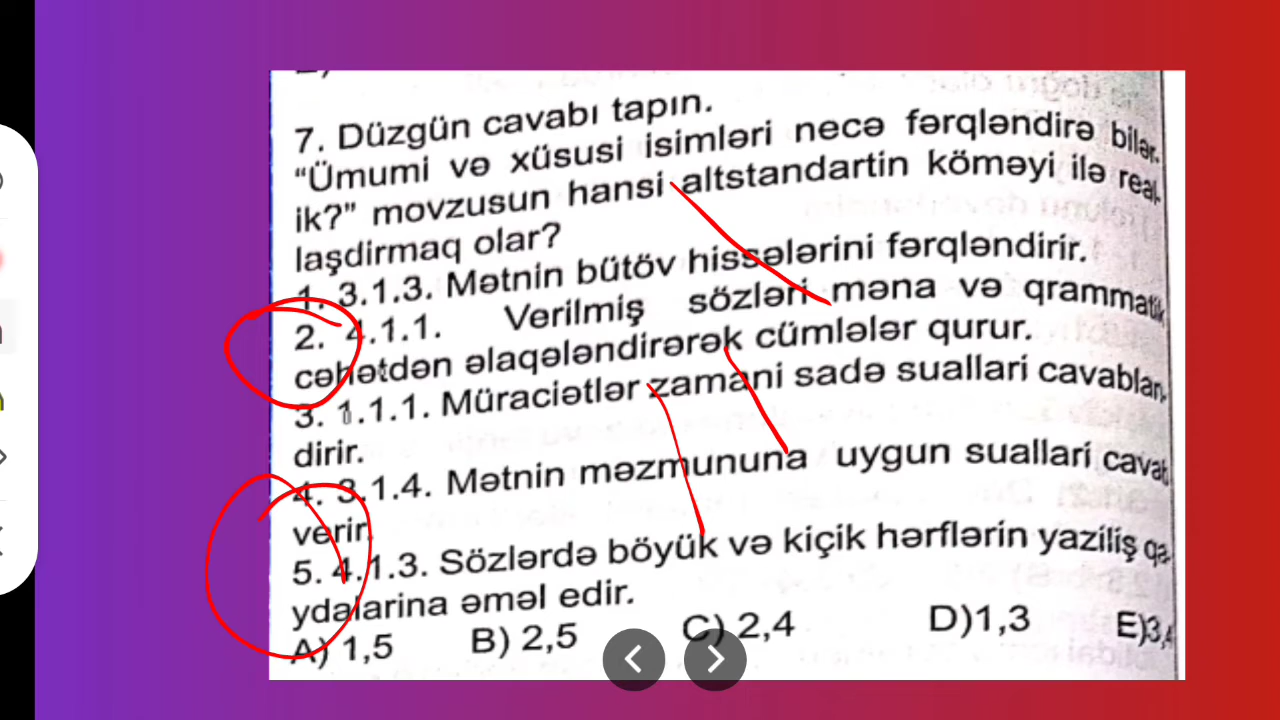 7. Düzgün cavabı tapın.
“Ümumi və xüsusi isimləri necə fərqləndirə bilər.
ik?” movzusun hansi altstandartin köməyi ilə real-
laşdirmaq olar?
1. 3.1.3. Mətnin bütöv hissələrini fərqləndirir.
2. 4.1.1. Verilmiş sözləri məna və qrammatik
cəhətdən əlaqələndirərək cümlələr qurur.
3. 1.1.1. Müraciətlər zamani sadə suallari cavablan-
dirir.
4. 3.1.4. Mətnin məzmununa uygun suallari cavab
verir.
5. 4.1.3. Sözlərdə böyük və kiçik hərflərin yaziliş qa-
ydalarina əməl edir.
A) 1,5 B) 2,5 C) 2,4 D)1,3 E)3,4